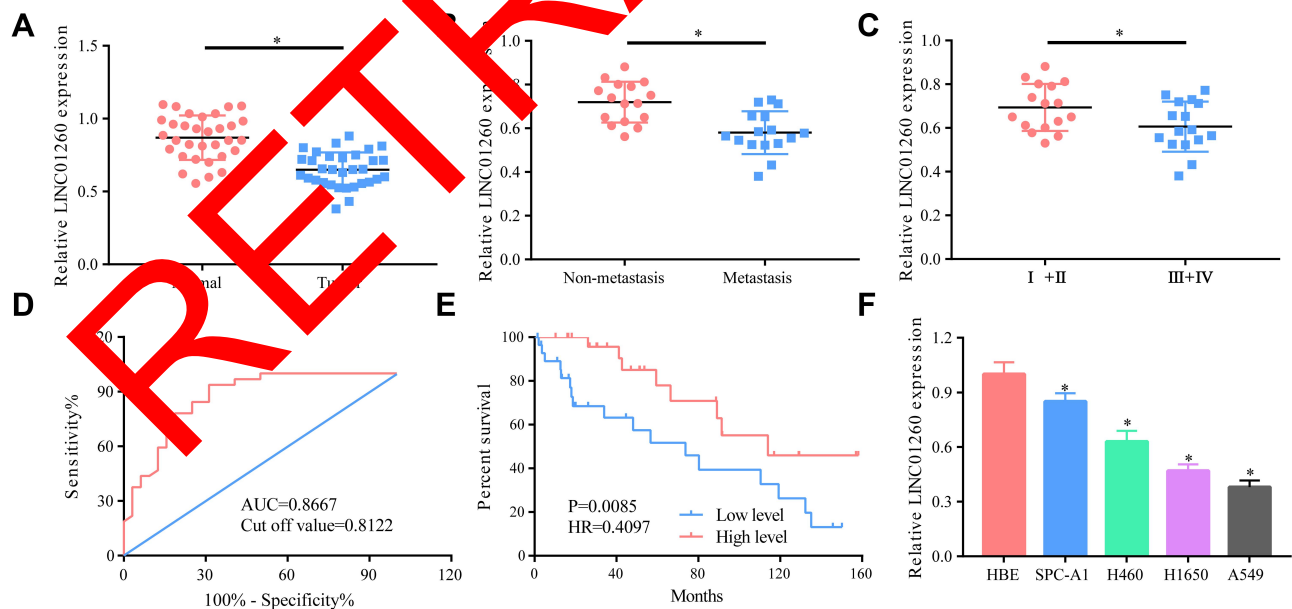 A
Relative LINC01260 expression
1.5
1.0
0.5
0.0
*
Tu
Relative LINC01260
1.0
0.6
0.4
0.2
0.0
*
Non-metastasis
Metastasis
C
Relative LINC01260 expression
1.0
0.8
0.6
0.4
0.2
0.0
*
I +II
III+IV
RETR
D
Sensitivity%
20
90
60
30
0
AUC=0.8667
Cut off value=0.8122
0
30
60
90
120
100% - Specificity%
E
Percent survival
100
80
60
40
20
0
P=0.0085
HR=0.4097
Low level
High level
0
40
80
120
160
Months
F
Relative LINC01260 expression
1.2
0.9
0.6
0.3
0.0
*
*
*
*
HBE
SPC-A1
H460
H1650
A549